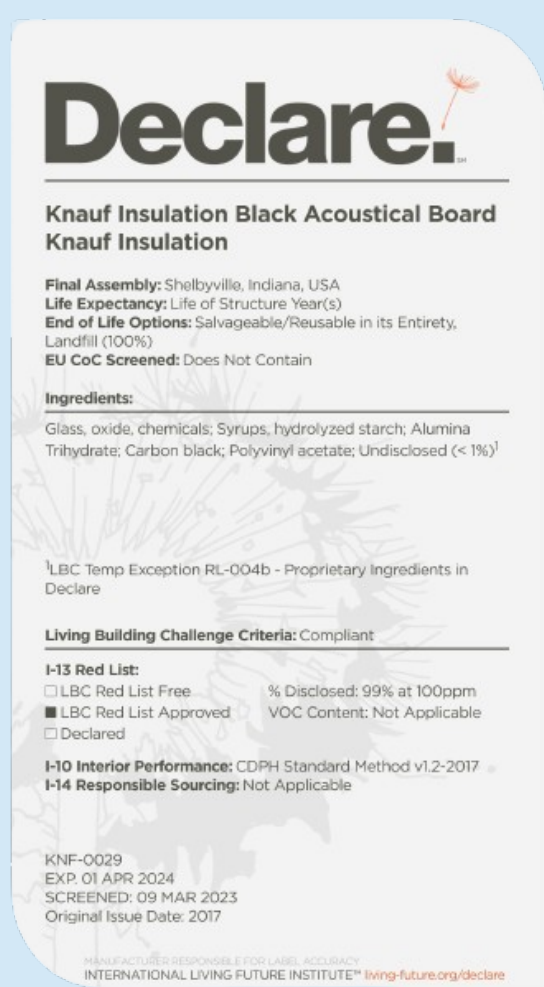 Declare.
SM
Knauf Insulation Black Acoustical Board
Knauf Insulation
Final Assembly: Shelbyville, Indiana, USA
Life Expectancy: Life of Structure Year(s)
End of Life Options: Salvageable/Reusable in its Entirety,
Landfill (100%)
EU CoC Screened: Does Not Contain
Ingredients:
Glass, oxide, chemicals; Syrups, hydrolyzed starch; Alumina
Trihydrate; Carbon black; Polyvinyl acetate; Undisclosed (< 1%)¹
¹LBC Temp Exception RL-004b - Proprietary Ingredients in
Declare
Living Building Challenge Criteria: Compliant
I-13 Red List:
☐ LBC Red List Free % Disclosed: 99% at 100ppm
■ LBC Red List Approved VOC Content: Not Applicable
☐ Declared
I-10 Interior Performance: CDPH Standard Method v1.2-2017
I-14 Responsible Sourcing: Not Applicable
KNF-0029
EXP. 01 APR 2024
SCREENED: 09 MAR 2023
Original Issue Date: 2017
MANUFACTURER RESPONSIBLE FOR LABEL ACCURACY
INTERNATIONAL LIVING FUTURE INSTITUTE™ living-future.org/declare